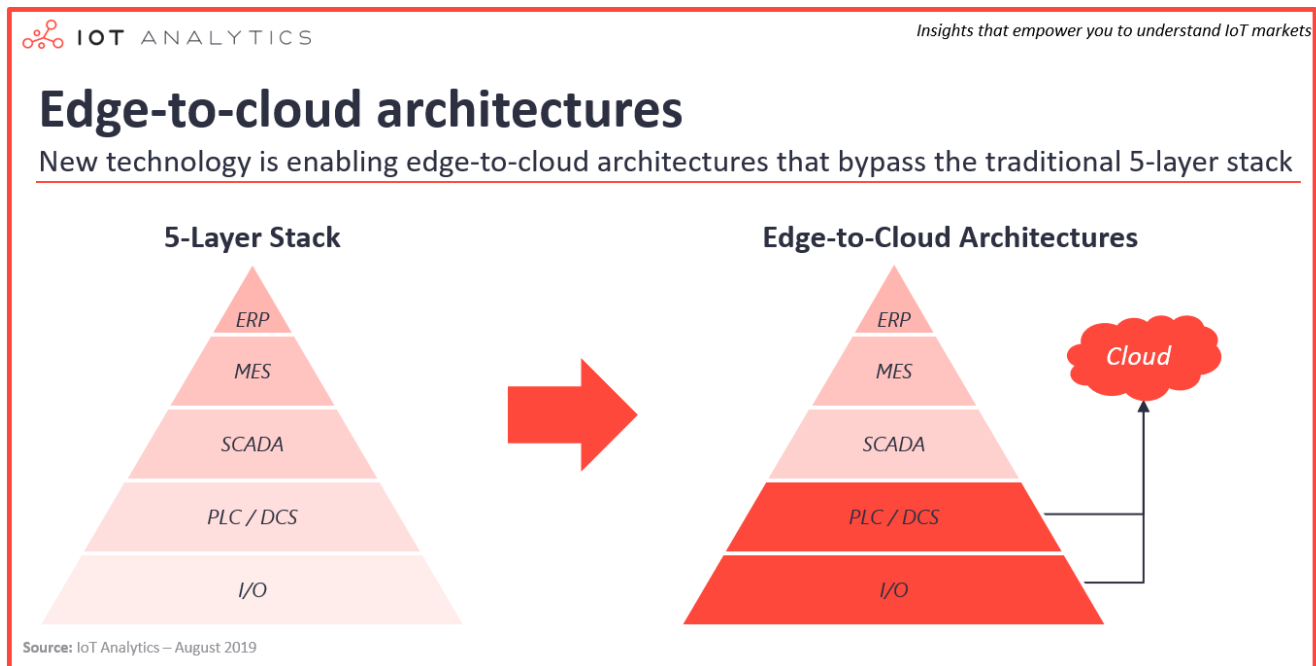 IOT ANALYTICS
Insights that empower you to understand IoT markets
Edge-to-cloud architectures
New technology is enabling edge-to-cloud architectures that bypass the traditional 5-layer stack
5-Layer Stack
ERP
MES
SCADA
PLC / DCS
I/O
Edge-to-Cloud Architectures
ERP
MES
SCADA
PLC / DCS
I/O
Cloud
Source: IoT Analytics – August 2019